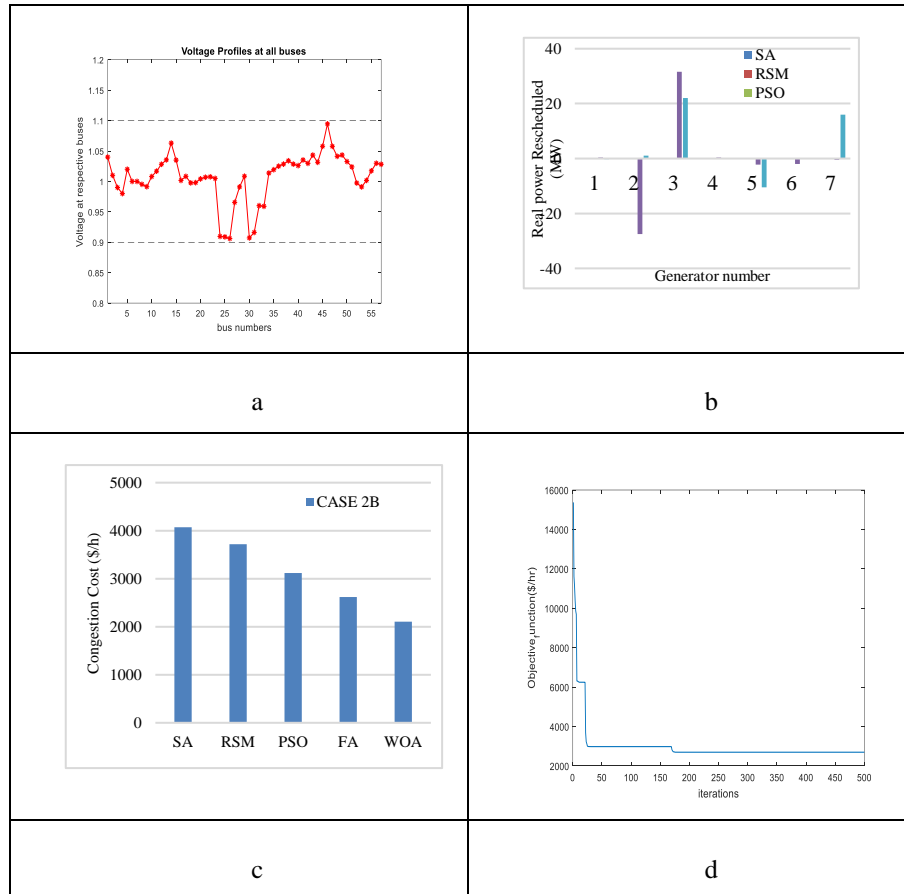 Voltage Profiles at all buses
1.2
1.15
1.1
1.05
1
0.95
0.9
0.85
0.8
Voltage at respective buses
5 10 15 20 25 30 35 40 45 50 55
bus numbers
SA
RSM
PSO
40
20
0
-20
-40
Real power Rescheduled
(MW)
1 2 3 4 5 6 7
Generator number
a
b
5000
4000
3000
2000
1000
0
Congestion Cost ($/h)
CASE 2B
SA RSM PSO FA WOA
16000
14000
12000
10000
8000
6000
4000
2000
Objective_function($/hr)
0 50 100 150 200 250 300 350 400 450 500
iterations
c
d